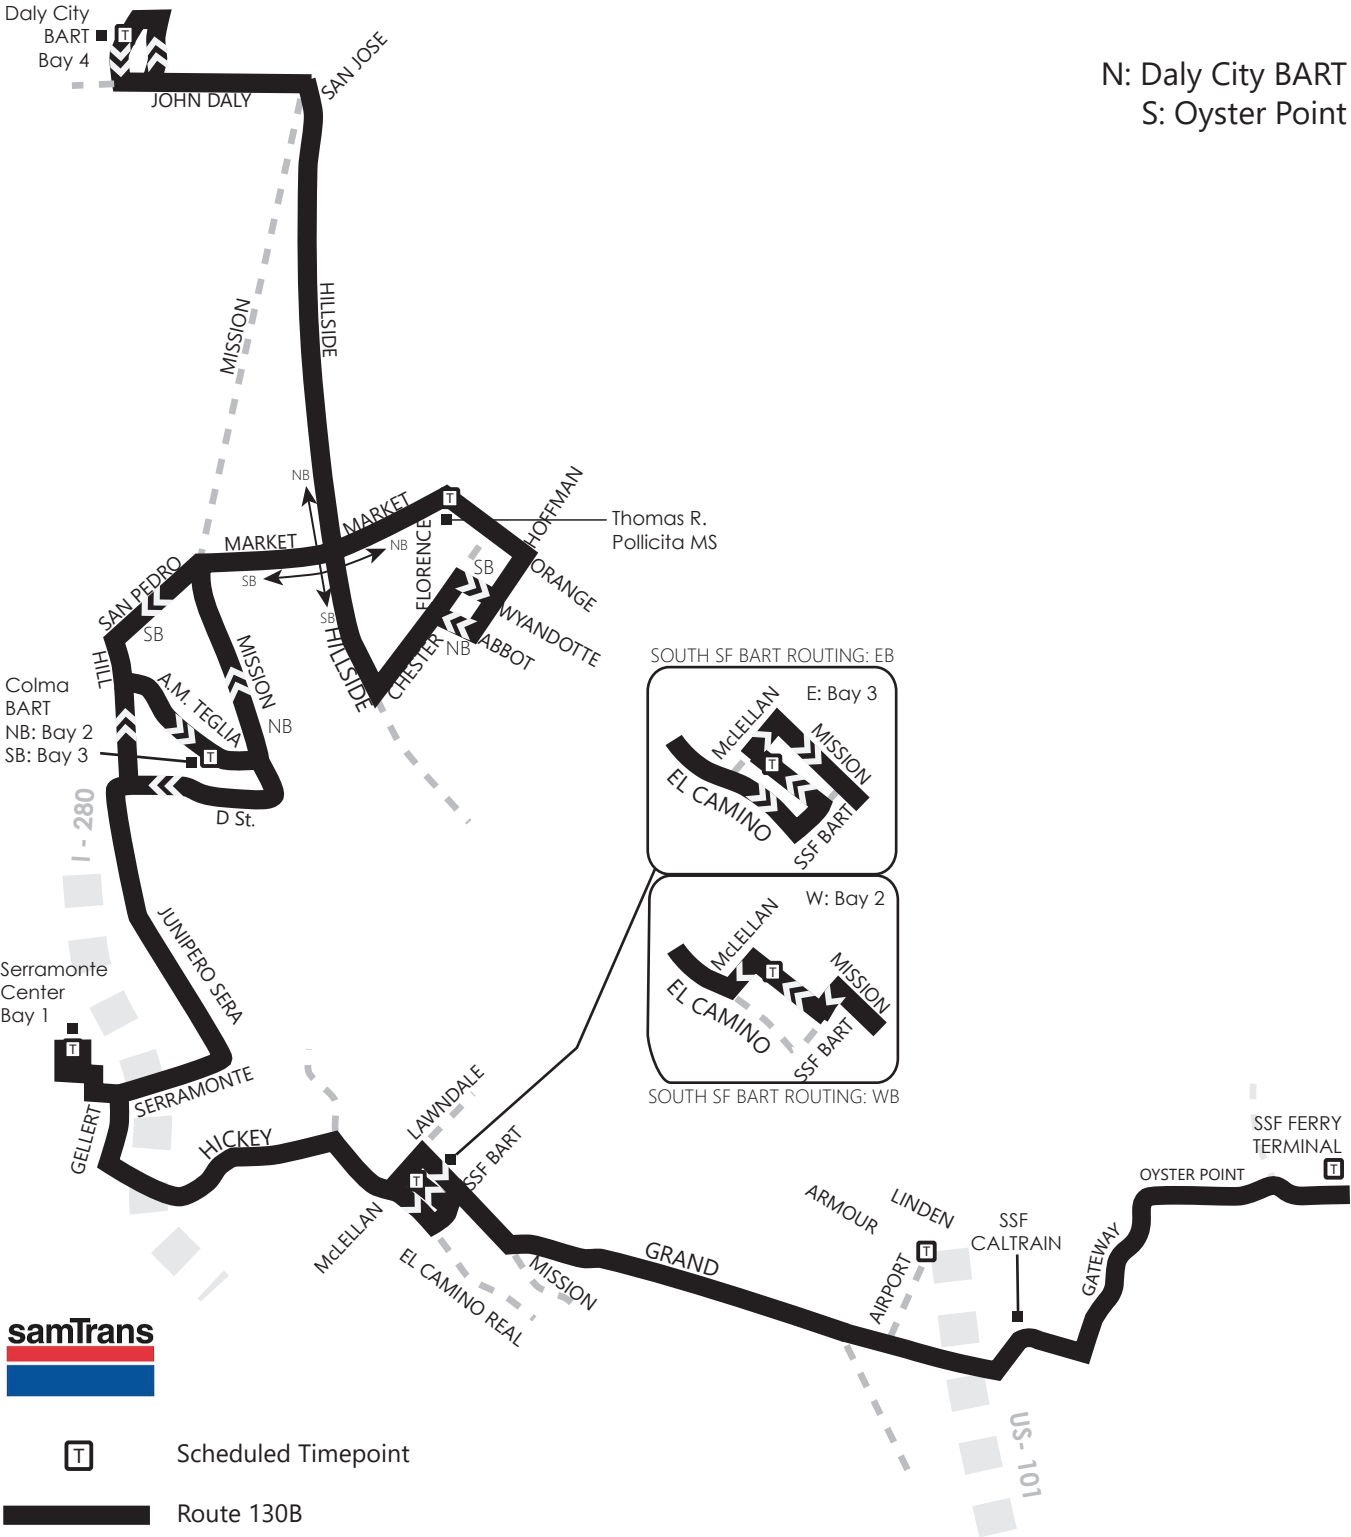 Daly City
BART
Bay 4
T
JOHN DALY
SAN JOSE
N: Daly City BART
S: Oyster Point
MISSION
HILLSIDE
NB
MARKET
MARKET
NB
SB
SB
T
FLORENCE
HOFFMAN
Thomas R.
Pollicita MS
ORANGE
SB
WYANDOTTE
ABBOT
NB
CHESTER
HILLSIDE
SAN PEDRO
SB
HILL
MISSION
NB
A.M. TEGLIA
T
Colma
BART
NB: Bay 2
SB: Bay 3
D St.
I - 280
SOUTH SF BART ROUTING: EB
E: Bay 3
McLELLAN
MISSION
T
EL CAMINO
SSF BART
W: Bay 2
McLELLAN
MISSION
T
EL CAMINO
SSF BART
SOUTH SF BART ROUTING: WB
JUNIPERO SERA
Serramonte
Center
Bay 1
T
SERRAMONTE
GELLERT
HICKEY
LAWNDALE
SSF BART
T
McLELLAN
EL CAMINO REAL
MISSION
GRAND
ARMOUR
LINDEN
T
AIRPORT
SSF
CALTRAIN
GATEWAY
OYSTER POINT
SSF FERRY
TERMINAL
T
US- 101
samTrans
T
Scheduled Timepoint
Route 130B